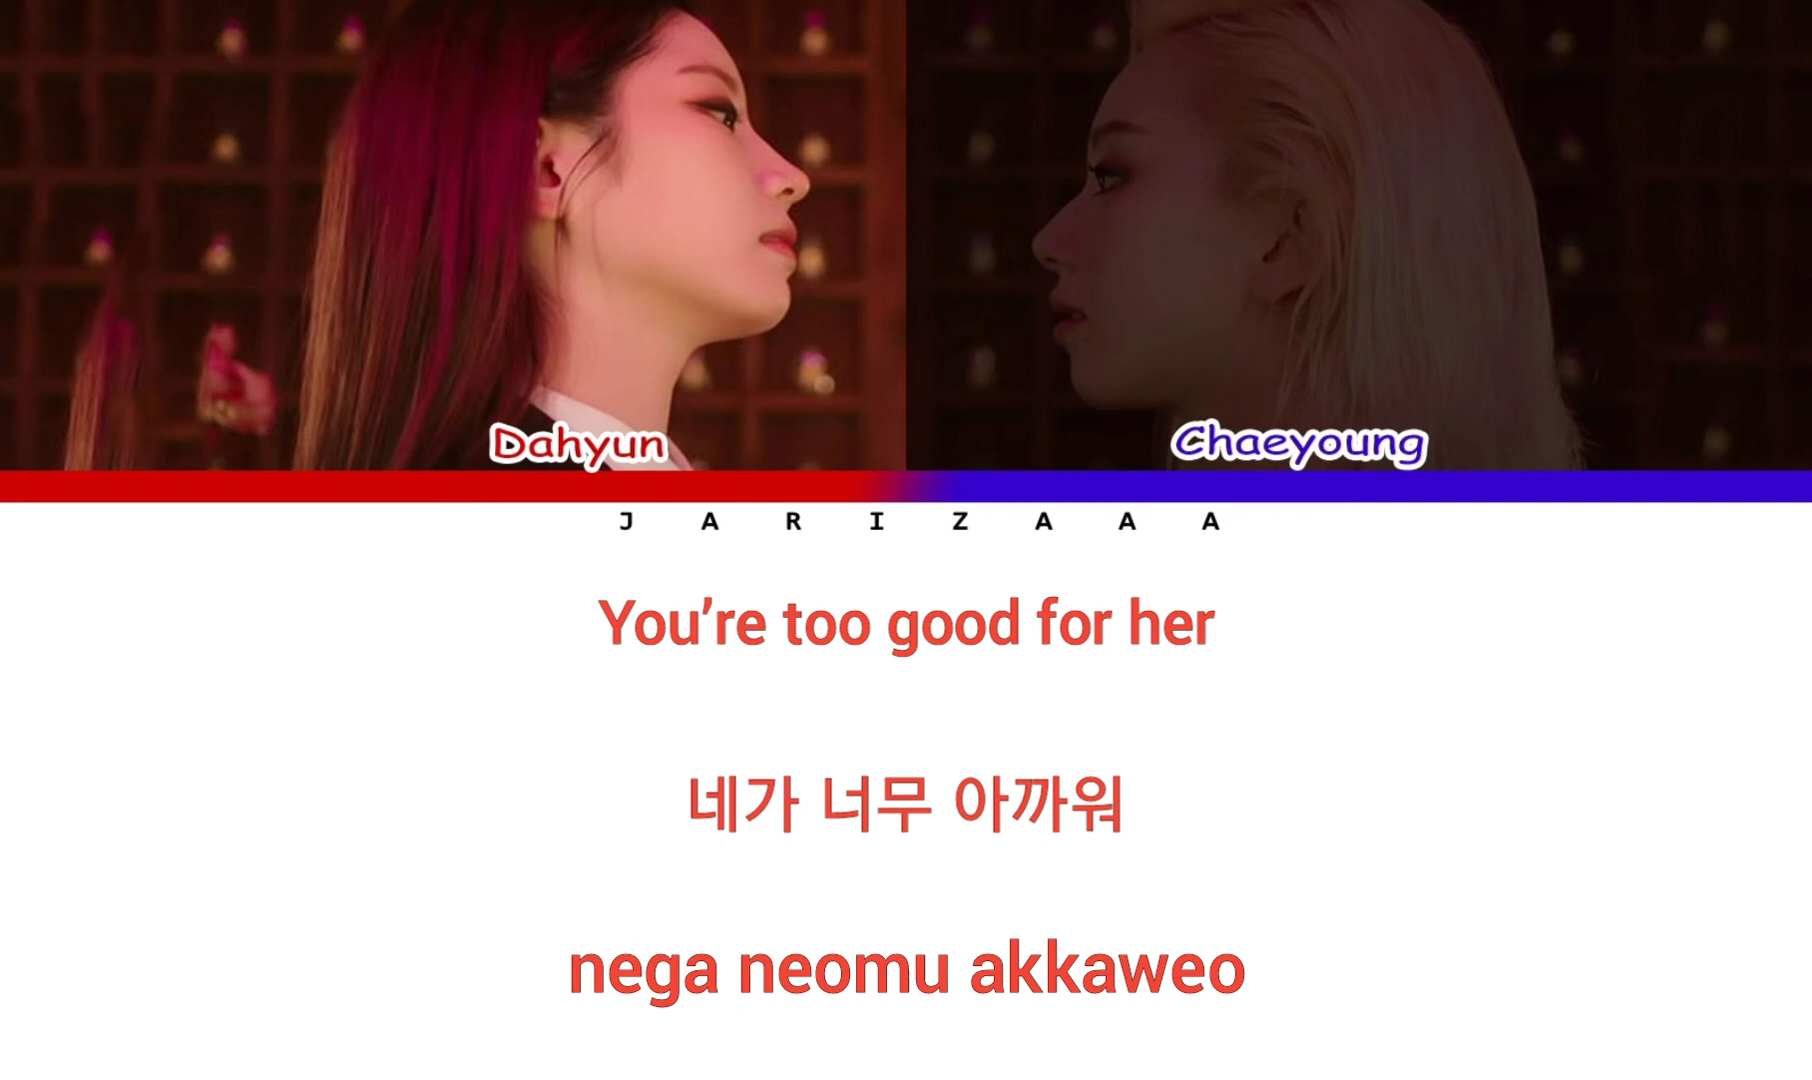 Dahyun
Chaeyoung
J A R I Z A A A
You’re too good for her
네가 너무 아까워
nega neomu akkaweo